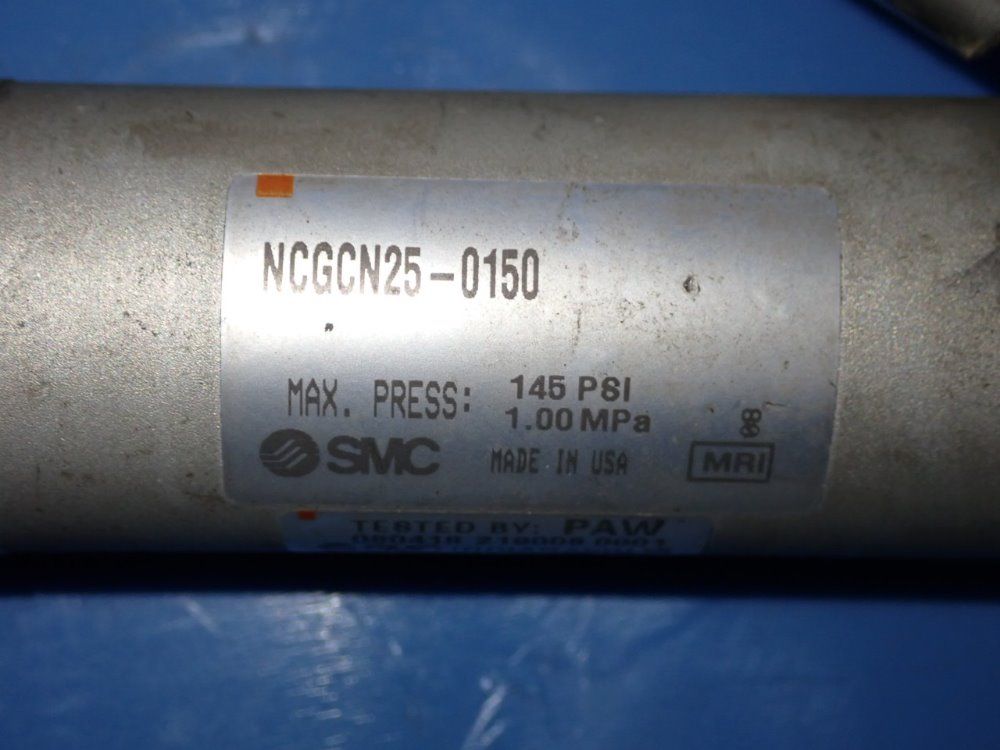 NCGCN25-0150
MAX. PRESS: 145 PSI
1.00 MPa
SMC MADE IN USA MRI
TESTED BY: PAW